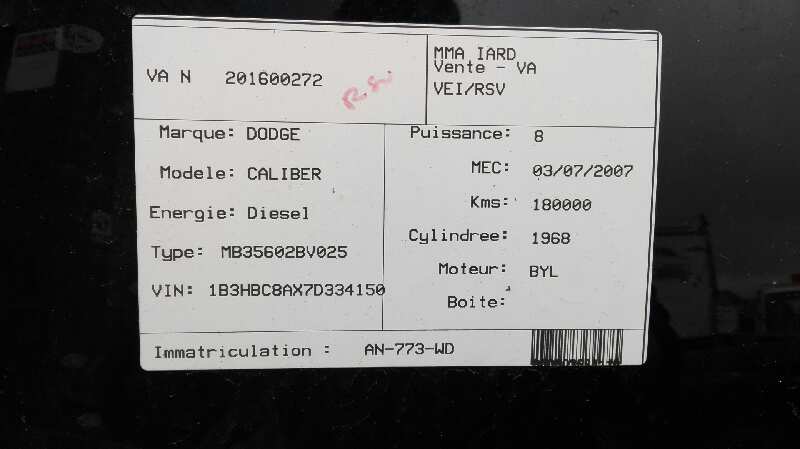 VA N 201600272
RSV
MMA IARD
Vente - VA
VEI/RSV
Marque: DODGE
Modele: CALIBER
Energie: Diesel
Type: MB35602BV025
VIN: 1B3HBC8AX7D334150
Puissance: 8
MEC: 03/07/2007
Kms: 180000
Cylindree: 1968
Moteur: BYL
Boite:
Immatriculation : AN-773-WD